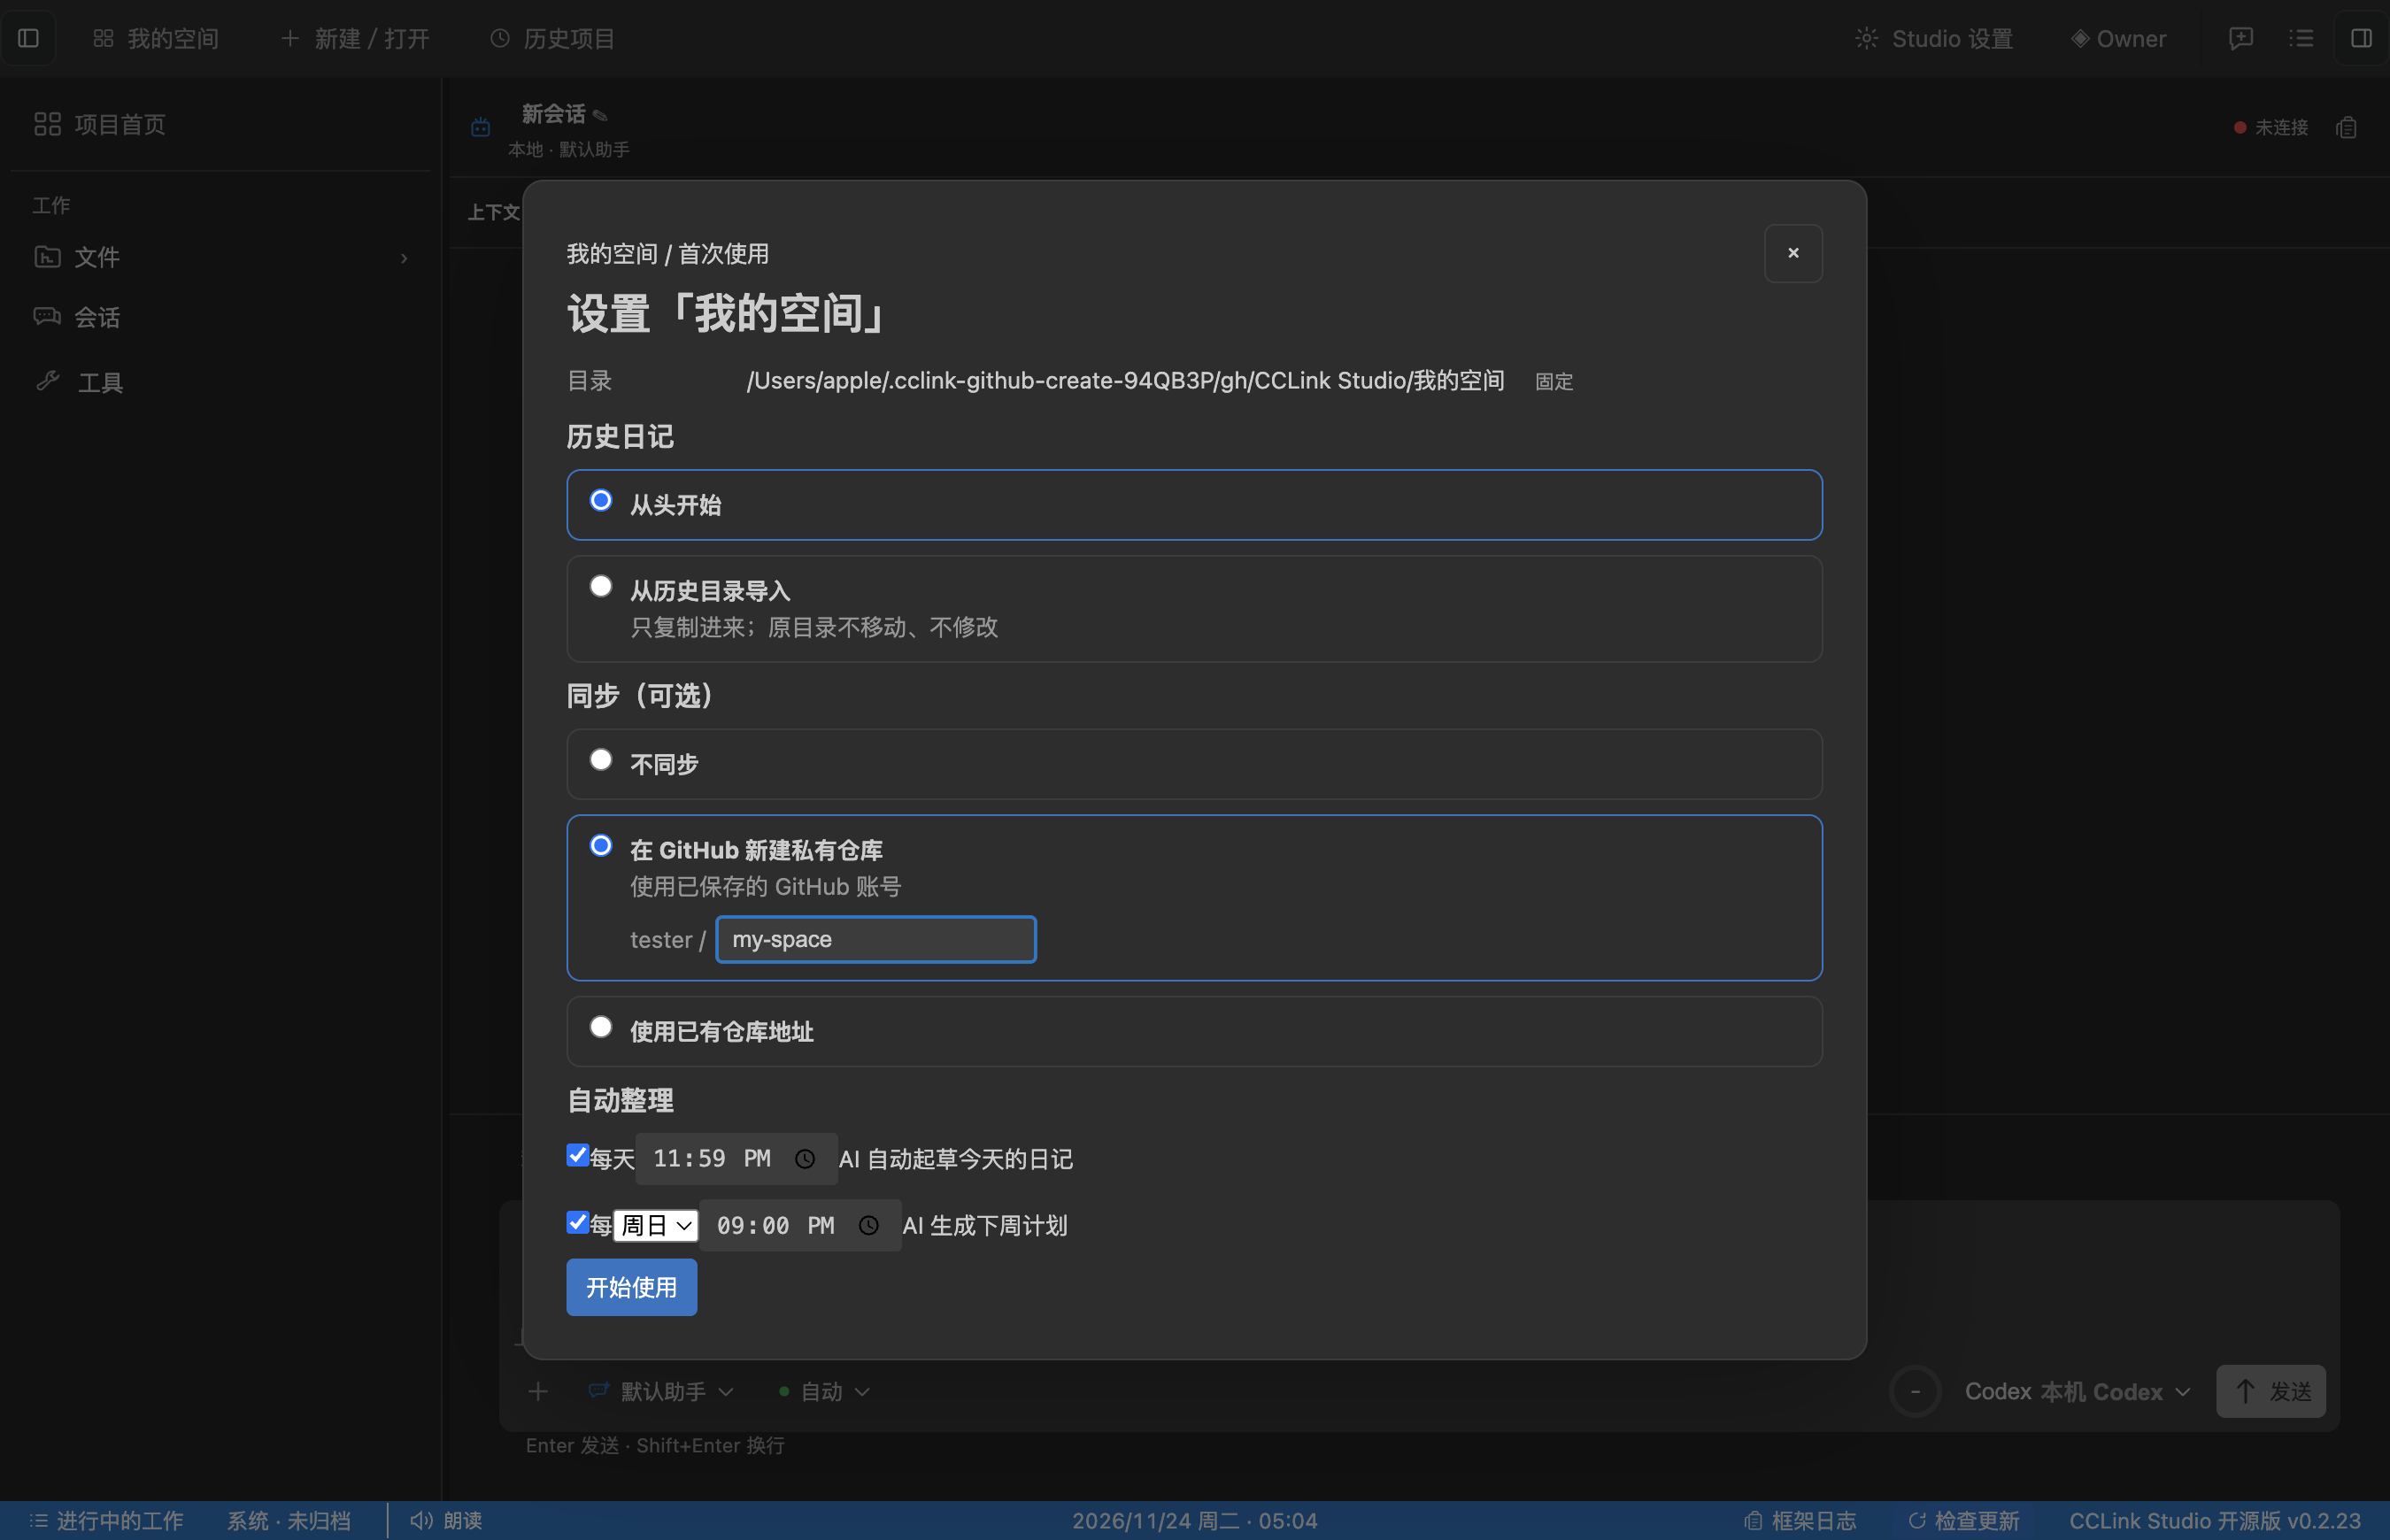 我的空间 新建 / 打开 历史项目 Studio 设置 Owner
项目首页
工作
文件
会话
工具
新会话
本地 · 默认助手
未连接
上下文
我的空间 / 首次使用
设置「我的空间」
目录 /Users/apple/.cclink-github-create-94QB3P/gh/CCLink Studio/我的空间 固定
历史日记
从头开始
从历史目录导入
只复制进来；原目录不移动、不修改
同步（可选）
不同步
在 GitHub 新建私有仓库
使用已保存的 GitHub 账号
tester / my-space
使用已有仓库地址
自动整理
每天 11:59 PM AI 自动起草今天的日记
每 周日 09:00 PM AI 生成下周计划
开始使用
默认助手 自动 Codex 本机 Codex 发送
Enter 发送 · Shift+Enter 换行
进行中的工作 系统 · 未归档 朗读 2026/11/24 周二 · 05:04 框架日志 检查更新 CCLink Studio 开源版 v0.2.23